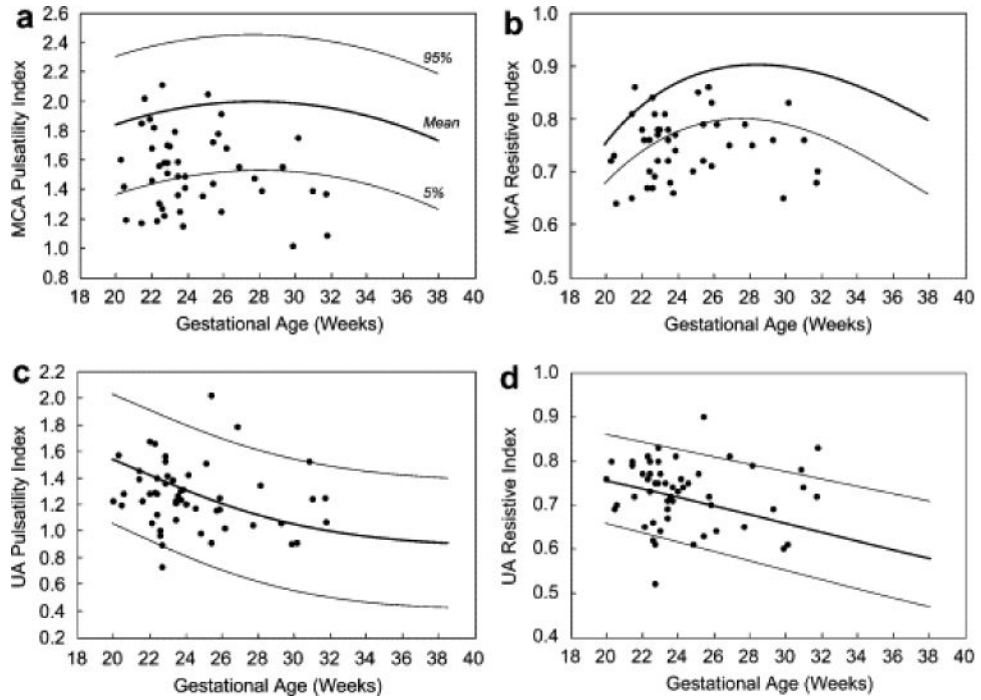 a
2.6
2.4
2.2
2.0
1.8
1.6
1.4
1.2
1.0
0.8
MCA Pulsatility Index
95%
Mean
5%
18 20 22 24 26 28 30 32 34 36 38 40
Gestational Age (Weeks)
b
1.0
0.9
0.8
0.7
0.6
0.5
MCA Resistive Index
18 20 22 24 26 28 30 32 34 36 38 40
Gestational Age (Weeks)
c
2.2
2.0
1.8
1.6
1.4
1.2
1.0
0.8
0.6
0.4
0.2
UA Pulsatility Index
18 20 22 24 26 28 30 32 34 36 38 40
Gestational Age (Weeks)
d
1.0
0.9
0.8
0.7
0.6
0.5
0.4
UA Resistive Index
18 20 22 24 26 28 30 32 34 36 38 40
Gestational Age (Weeks)